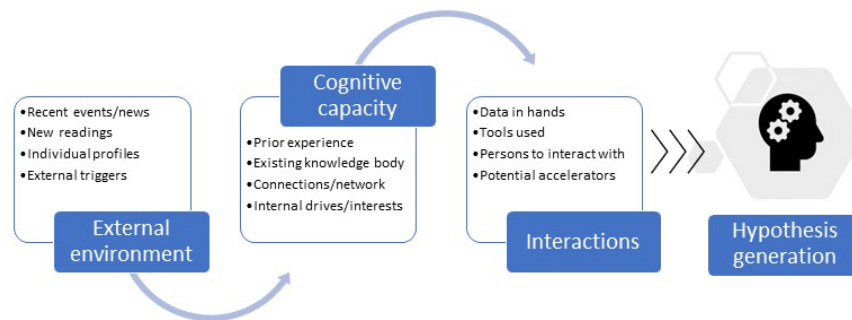 •Recent events/news
•New readings
•Individual profiles
•External triggers
External
environment
Cognitive
capacity
•Prior experience
•Existing knowledge body
•Connections/network
•Internal drives/interests
•Data in hands
•Tools used
•Persons to interact with
•Potential accelerators
Interactions
Hypothesis
generation